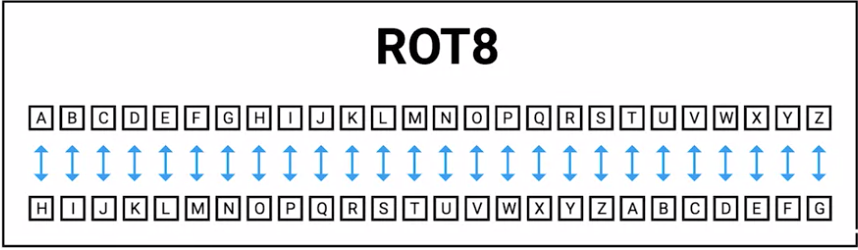 ROT8
A B C D E F G H I J K L M N O P Q R S T U V W X Y Z
H I J K L M N O P Q R S T U V W X Y Z A B C D E F G